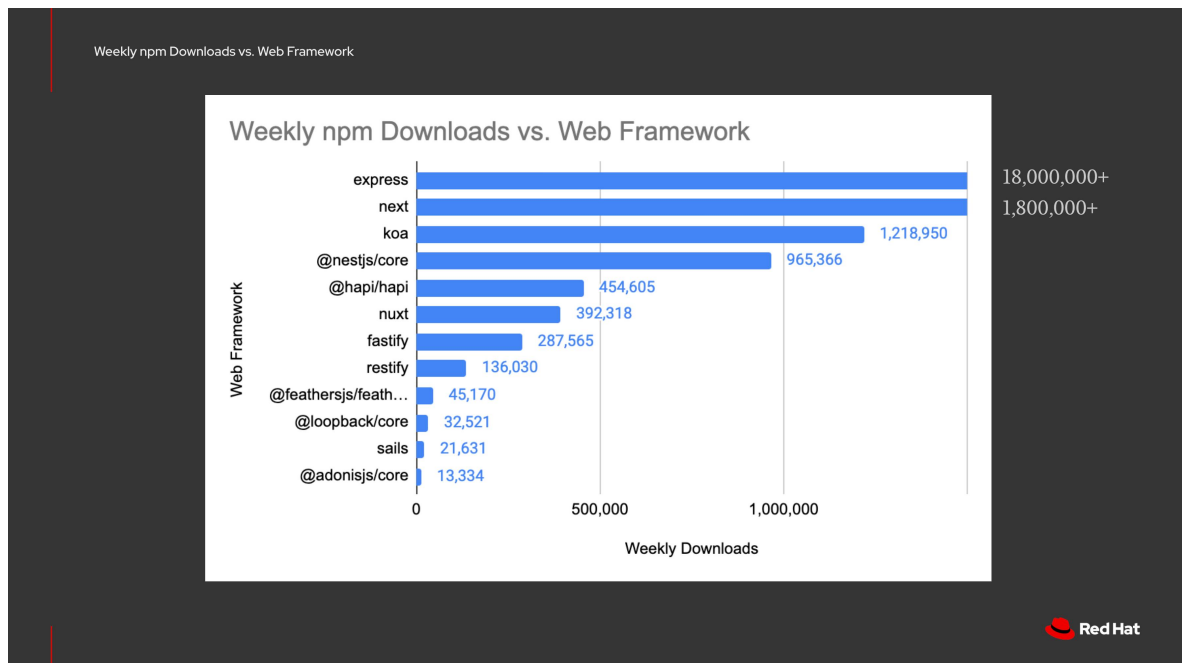 Weekly npm Downloads vs. Web Framework
Weekly npm Downloads vs. Web Framework
express 18,000,000+
next 1,800,000+
koa 1,218,950
@nestjs/core 965,366
@hapi/hapi 454,605
nuxt 392,318
fastify 287,565
restify 136,030
@feathersjs/feath... 45,170
@loopback/core 32,521
sails 21,631
@adonisjs/core 13,334
Web Framework
0 500,000 1,000,000
Weekly Downloads
Red Hat